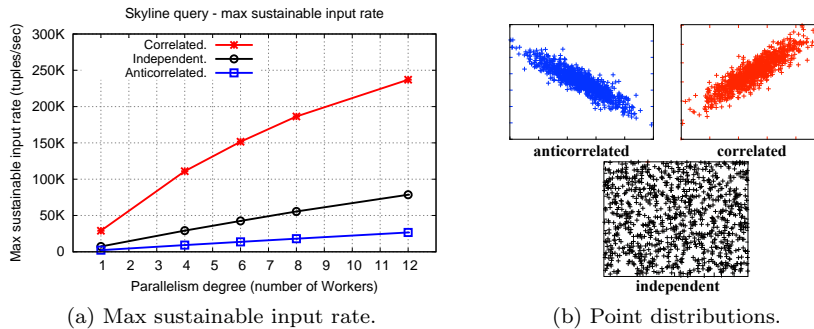 Skyline query - max sustainable input rate
Max sustainable input rate (tuples/sec)
300K
250K
200K
150K
100K
50K
0
Correlated.
Independent.
Anticorrelated.
1 2 3 4 5 6 7 8 9 10 11 12
Parallelism degree (number of Workers)
(a) Max sustainable input rate.
anticorrelated
correlated
independent
(b) Point distributions.